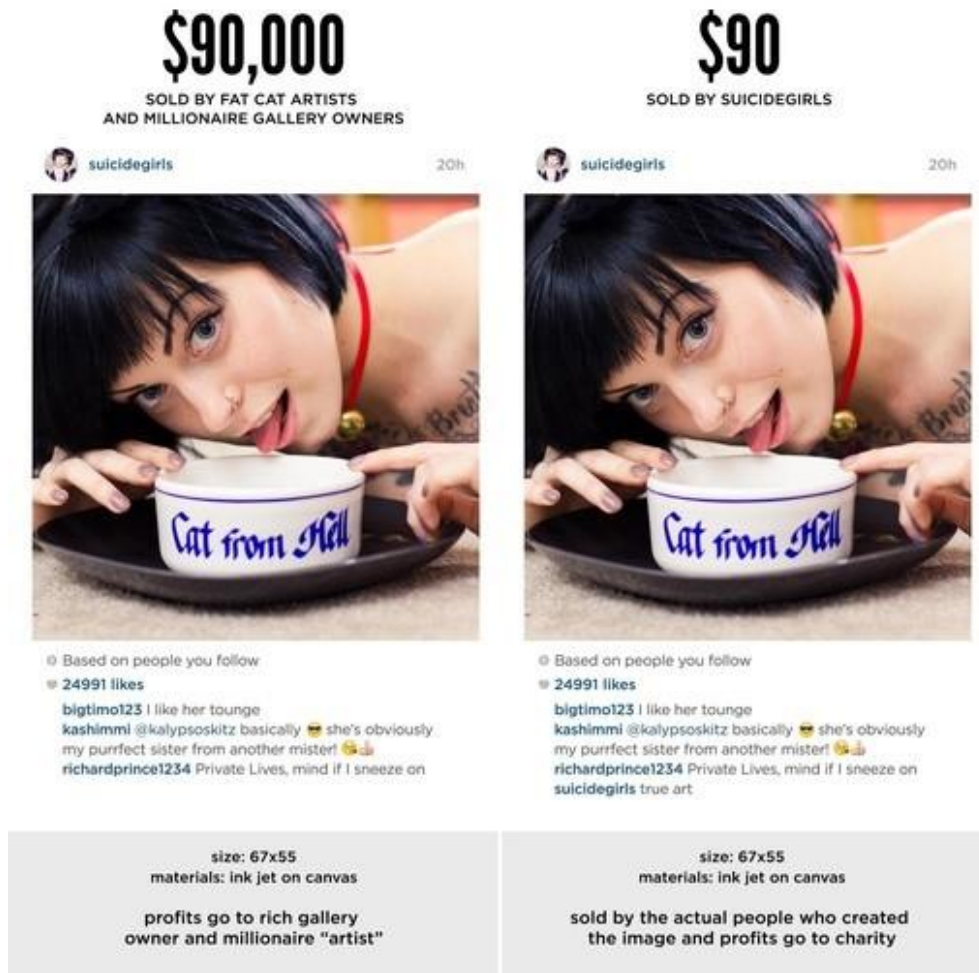 $90,000
SOLD BY FAT CAT ARTISTS
AND MILLIONAIRE GALLERY OWNERS
suicidegirls 20h
Cat from Hell
Based on people you follow
24991 likes
bigtimo123 I like her tounge
kashimmi @kalypsoskitz basically 😎 she's obviously
my purrfect sister from another mister! 😘👍
richardprince1234 Private Lives, mind if I sneeze on
size: 67x55
materials: ink jet on canvas
profits go to rich gallery
owner and millionaire "artist"
$90
SOLD BY SUICIDEGIRLS
suicidegirls 20h
Cat from Hell
Based on people you follow
24991 likes
bigtimo123 I like her tounge
kashimmi @kalypsoskitz basically 😎 she's obviously
my purrfect sister from another mister! 😘👍
richardprince1234 Private Lives, mind if I sneeze on
suicidegirls true art
size: 67x55
materials: ink jet on canvas
sold by the actual people who created
the image and profits go to charity